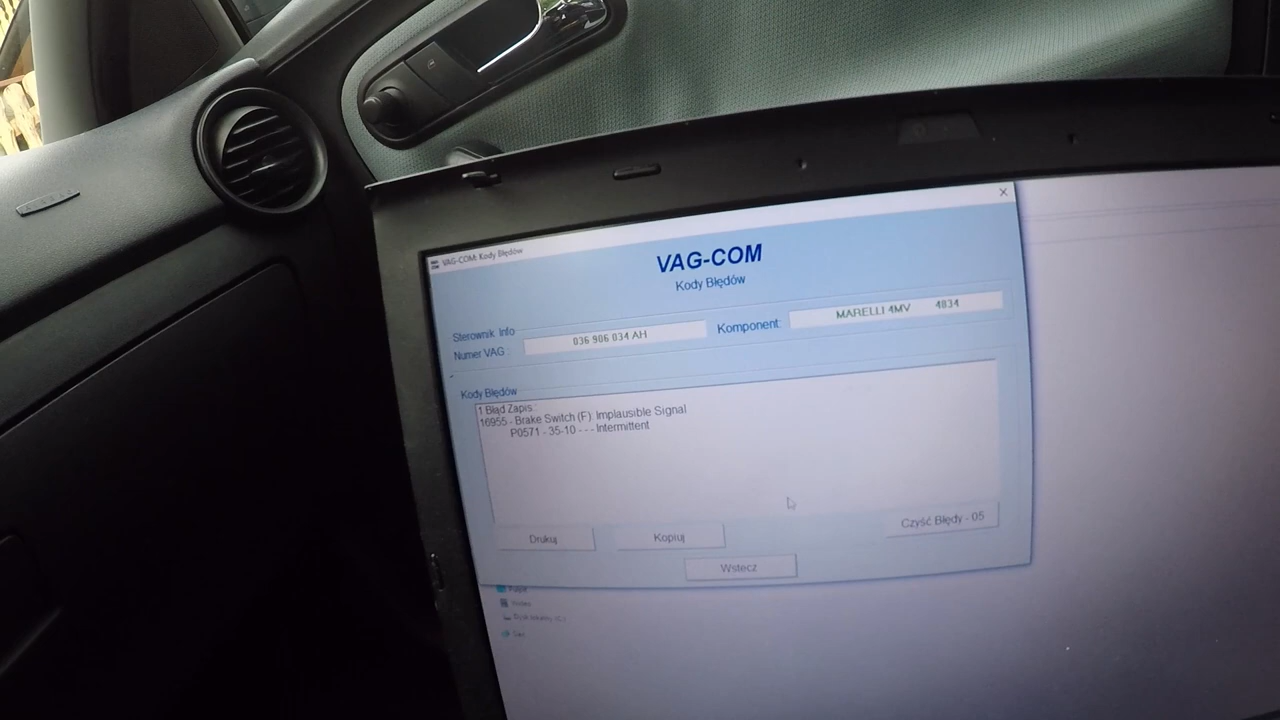 VAG-COM: Kody Błędów
VAG-COM
Kody Błędów
Sterownik Info
Numer VAG:
036 906 034 AH
Komponent:
MARELLI 4MV 4834
Kody Błędów
1 Błąd Zapis:
16955 - Brake Switch (F): Implausible Signal
P0571 - 35-10 - - - Intermittent
Drukuj
Kopiuj
Czyść Błędy - 05
Wstecz